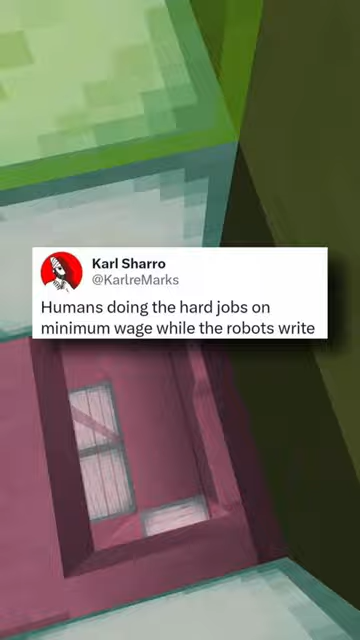 Karl Sharro
@KarlreMarks
Humans doing the hard jobs on
minimum wage while the robots write